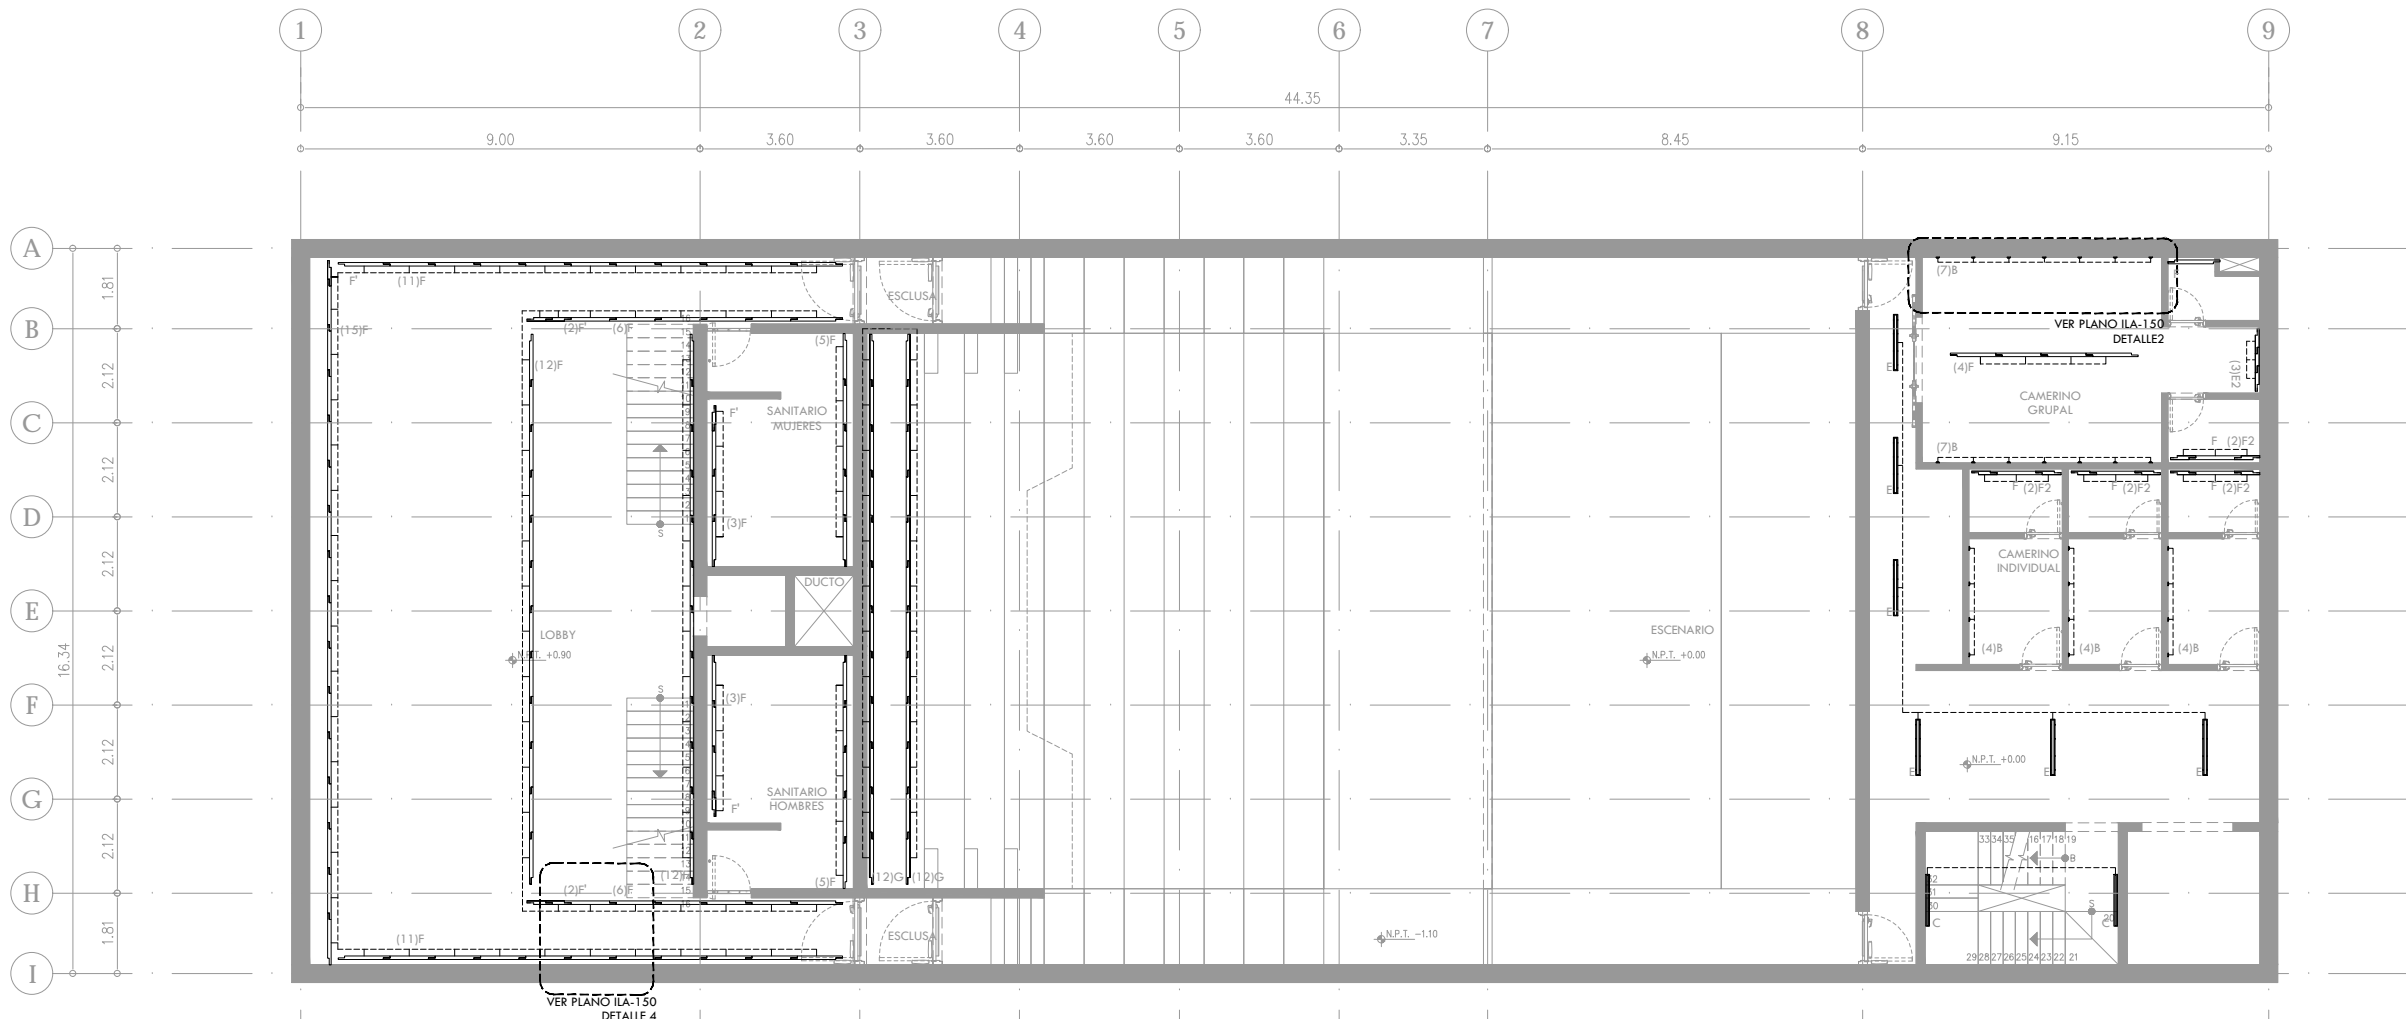 1 2 3 4 5 6 7 8 9
44.35
9.00 3.60 3.60 3.60 3.60 3.35 8.45 9.15
A
B
C
D
E
F
G
H
I
1.81
2.12
2.12
2.12
2.12
2.12
2.12
1.81
16.34
F' (11)F
(15)F
(2)F' (6)F
(12)F
ESCLUSA
(5)F
SANITARIO
MUJERES
F'
(3)F
S
DUCTO
LOBBY
N.P.T. +0.90
S
(3)F
SANITARIO
HOMBRES
F'
(2)F' (6)F
(5)F
(12)G (12)G
ESCLUSA
(11)F
VER PLANO ILA-150
DETALLE 4
N.P.T. -1.10
ESCENARIO
N.P.T. +0.00
(7)B
VER PLANO ILA-150
DETALLE2
(4)F
(3)E2
CAMERINO
GRUPAL
E
E
E
(7)B
F (2)F2
F (2)F2
F (2)F2
F (2)F2
CAMERINO
INDIVIDUAL
(4)B
(4)B
(4)B
N.P.T. +0.00
E
E
E
33 34 35 16 17 18 19
B
S
20
C
C
29 28 27 26 25 24 23 22 21